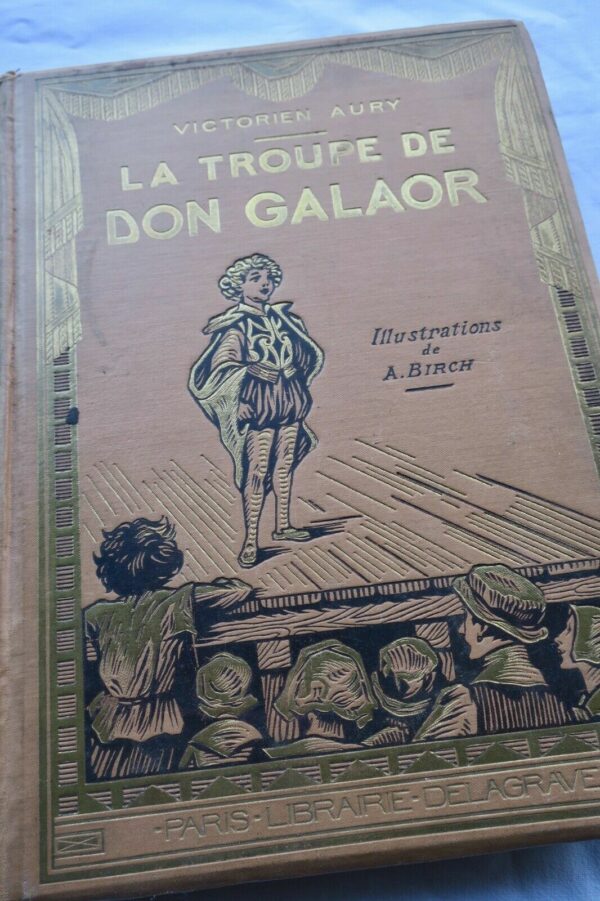 VICTORIEN AURY
LA TROUPE DE
DON GALAOR
Illustrations
de
A. BIRCH
-PARIS-LIBRAIRIE-DELAGRAVE